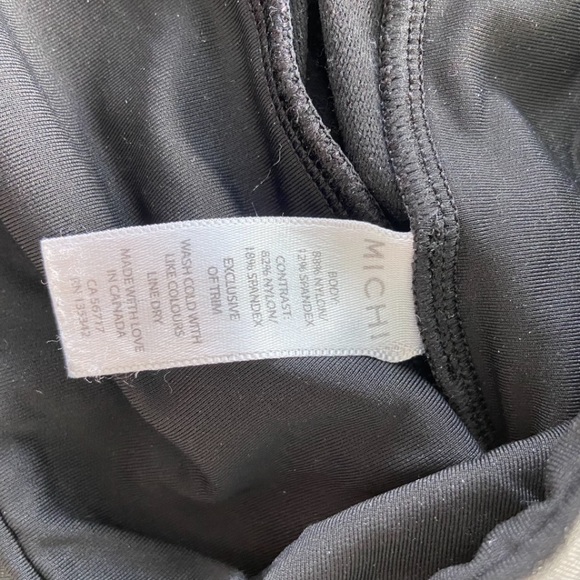 MICHI
BODY:
88% NYLON/
12% SPANDEX
CONTRAST:
82% NYLON/
18% SPANDEX
EXCLUSIVE
OF TRIM
WASH COLD WITH
LIKE COLOURS
LINE DRY
MADE WITH LOVE
IN CANADA
CA 56717
RN 135342